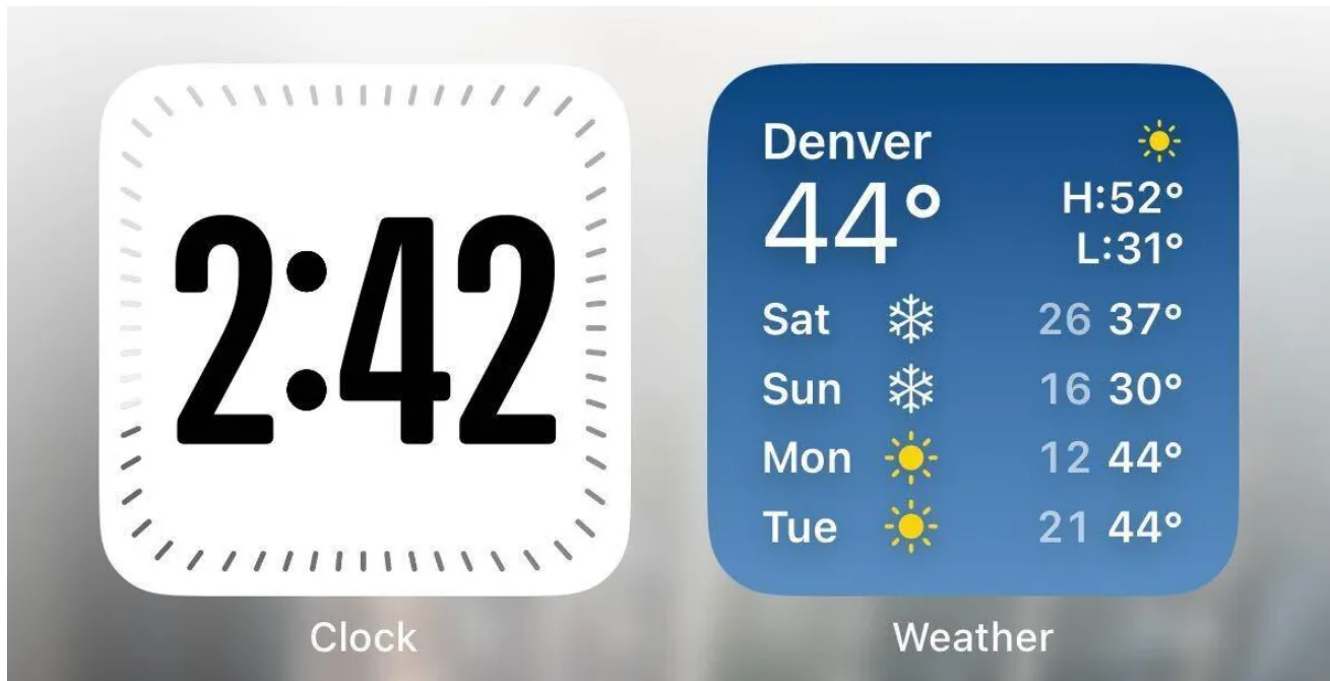 2:42
Clock
Denver
44°
H:52°
L:31°
Sat 26 37°
Sun 16 30°
Mon 12 44°
Tue 21 44°
Weather